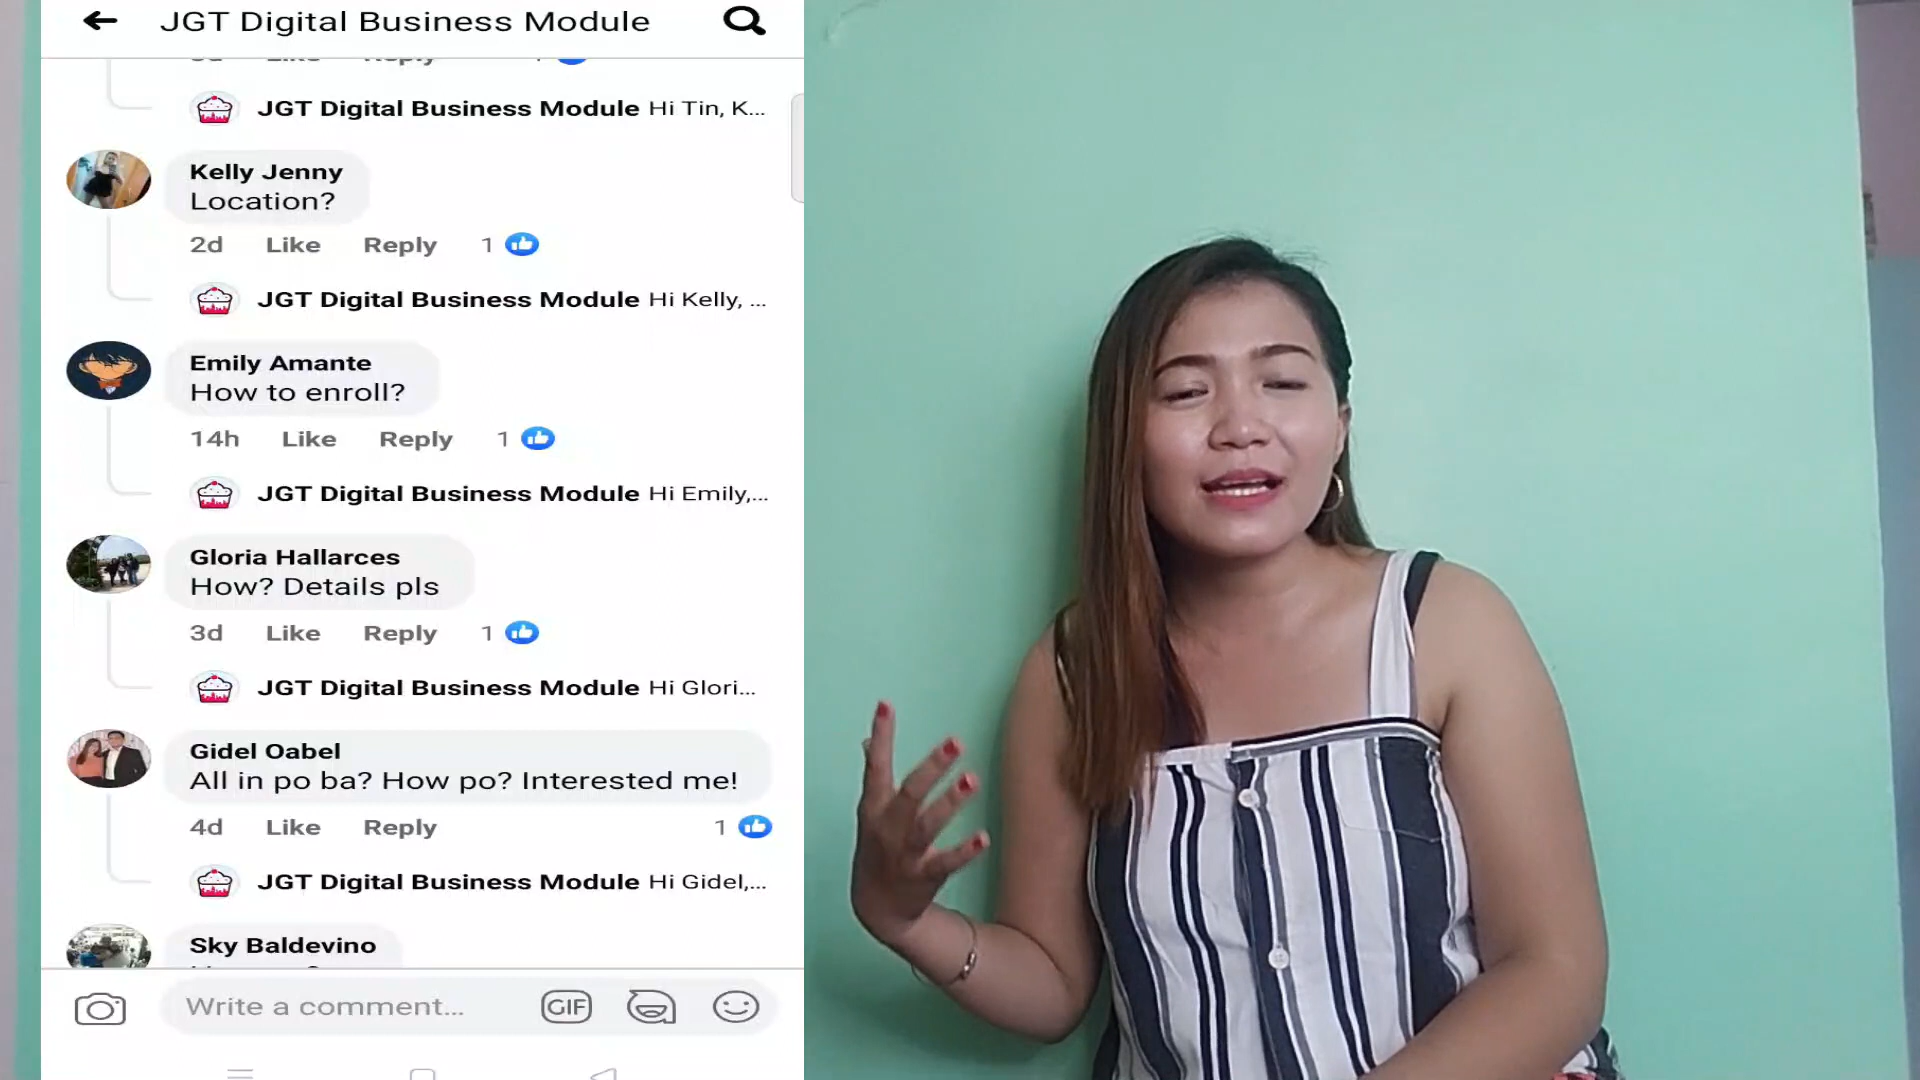 JGT Digital Business Module
Like Reply 1
JGT Digital Business Module Hi Tin, K...
Kelly Jenny
Location?
2d Like Reply 1
JGT Digital Business Module Hi Kelly, ...
Emily Amante
How to enroll?
14h Like Reply 1
JGT Digital Business Module Hi Emily,...
Gloria Hallarces
How? Details pls
3d Like Reply 1
JGT Digital Business Module Hi Glori...
Gidel Oabel
All in po ba? How po? Interested me!
4d Like Reply 1
JGT Digital Business Module Hi Gidel,...
Sky Baldevino
Write a comment...
GIF